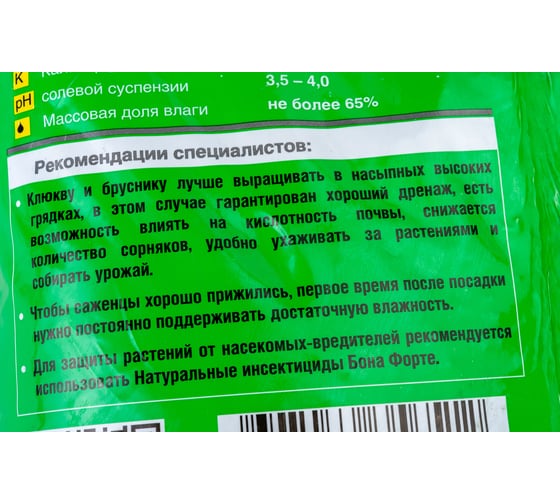 К
pH
солевой суспензии 3,5 – 4,0
Массовая доля влаги не более 65%
Рекомендации специалистов:
• Клюкву и бруснику лучше выращивать в насыпных высоких
грядках, в этом случае гарантирован хороший дренаж, есть
возможность влиять на кислотность почвы, снижается
количество сорняков, удобно ухаживать за растениями и
собирать урожай.
• Чтобы саженцы хорошо прижились, первое время после посадки
нужно постоянно поддерживать достаточную влажность.
• Для защиты растений от насекомых-вредителей рекомендуется
использовать Натуральные инсектициды Бона Форте.